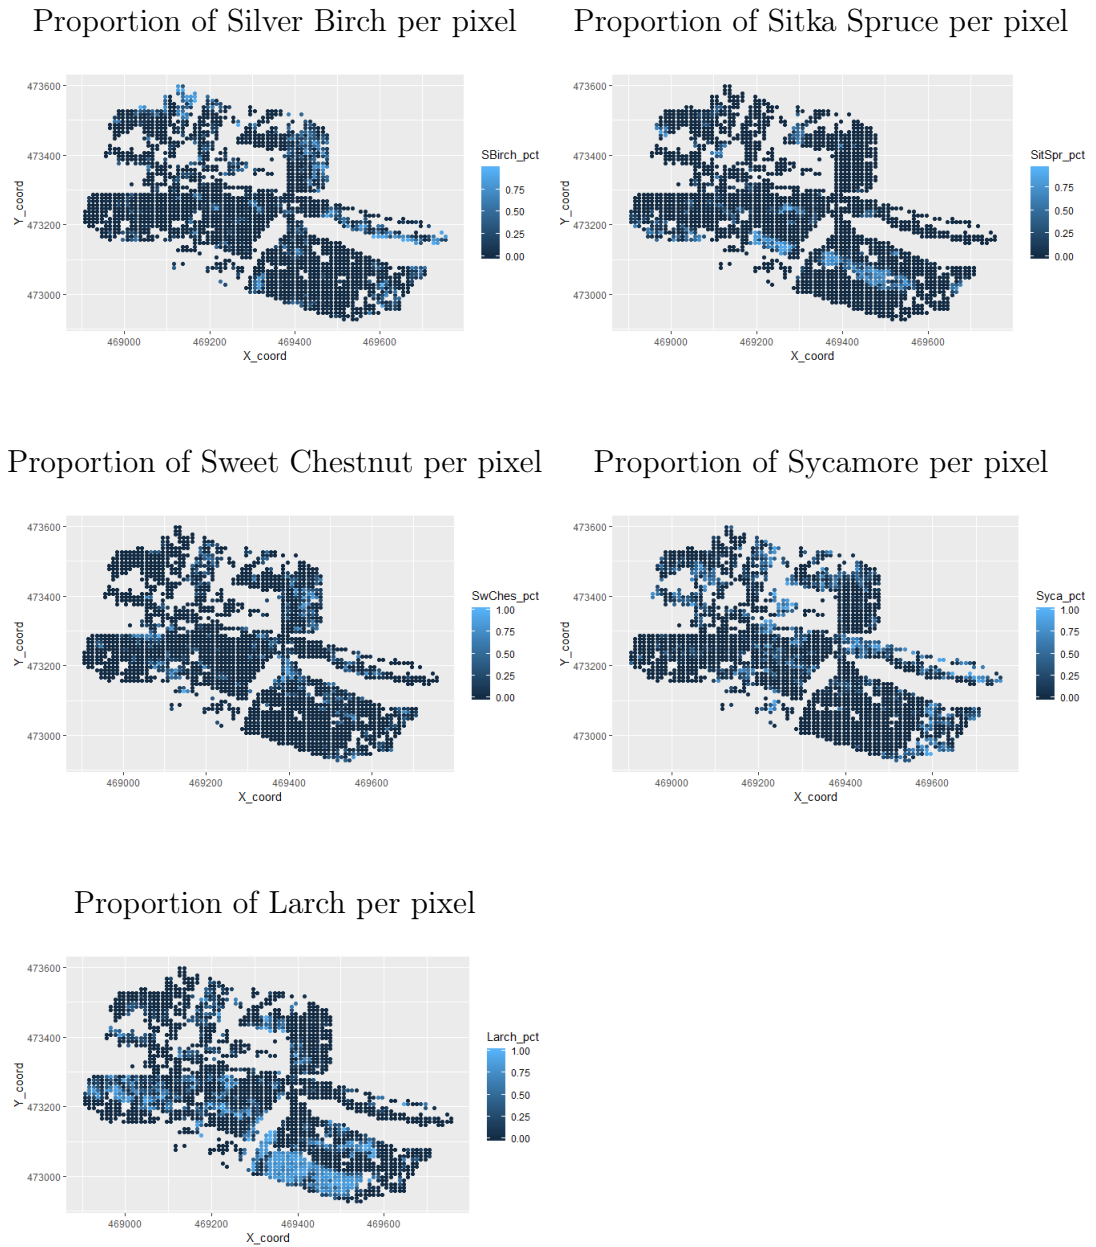 Proportion of Silver Birch per pixel
473600
473400
473200
473000
Y_coord
469000 469200 469400 469600
X_coord
SBirch_pct
0.75
0.50
0.25
0.00
Proportion of Sitka Spruce per pixel
473600
473400
473200
473000
Y_coord
469000 469200 469400 469600
X_coord
SitSpr_pct
0.75
0.50
0.25
0.00
Proportion of Sweet Chestnut per pixel
473600
473400
473200
473000
Y_coord
469000 469200 469400 469600
X_coord
SwChes_pct
1.00
0.75
0.50
0.25
0.00
Proportion of Sycamore per pixel
473600
473400
473200
473000
Y_coord
469000 469200 469400 469600
X_coord
Syca_pct
1.00
0.75
0.50
0.25
0.00
Proportion of Larch per pixel
473600
473400
473200
473000
Y_coord
469000 469200 469400 469600
X_coord
Larch_pct
1.00
0.75
0.50
0.25
0.00